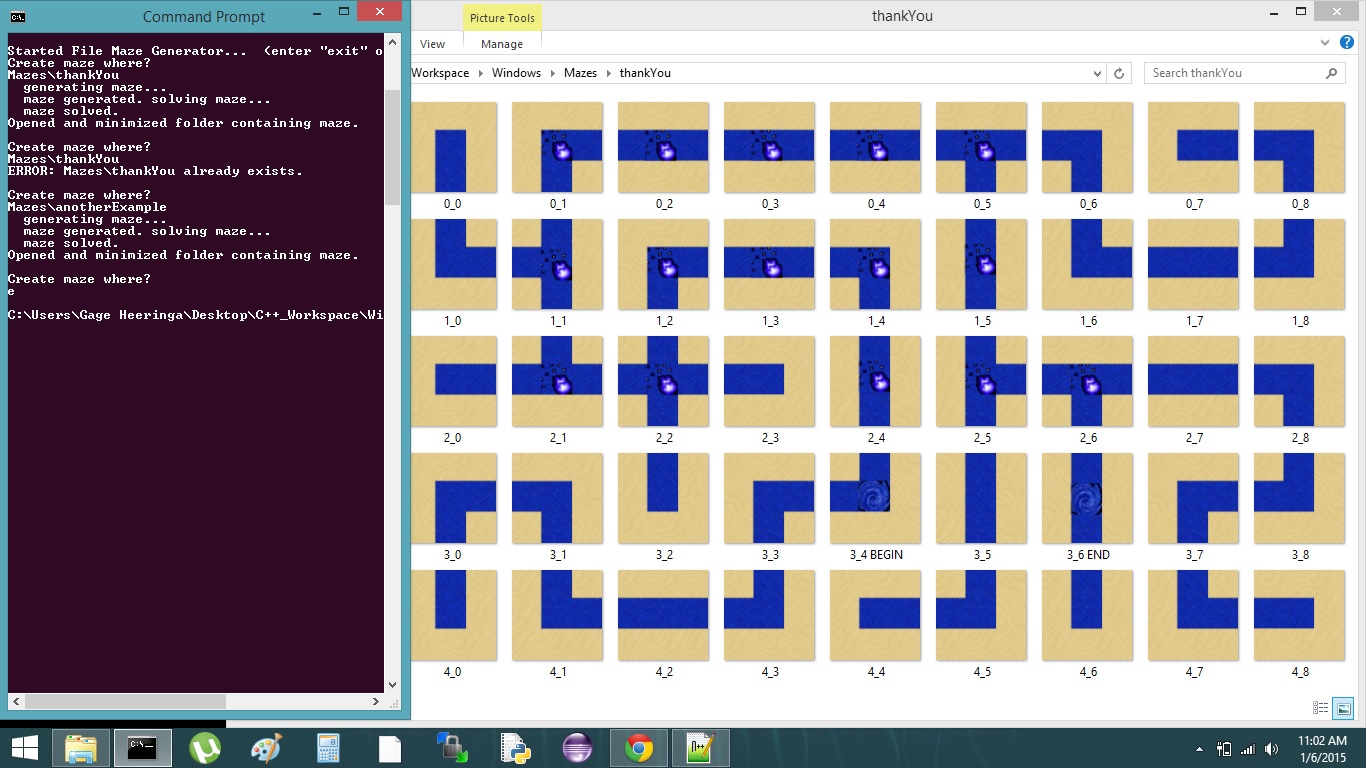 Command Prompt
Started File Maze Generator...  (enter "exit" o
Create maze where?
Mazes\thankYou
  generating maze...
  maze generated. solving maze...
  maze solved.
Opened and minimized folder containing maze.
Create maze where?
Mazes\thankYou
ERROR: Mazes\thankYou already exists.
Create maze where?
Mazes\anotherExample
  generating maze...
  maze generated. solving maze...
  maze solved.
Opened and minimized folder containing maze.
Create maze where?
e
C:\Users\Gage Heeringa\Desktop\C++_Workspace\Wi
Picture Tools
thankYou
View Manage
Workspace Windows Mazes thankYou
Search thankYou
0_0 0_1 0_2 0_3 0_4 0_5 0_6 0_7 0_8
1_0 1_1 1_2 1_3 1_4 1_5 1_6 1_7 1_8
2_0 2_1 2_2 2_3 2_4 2_5 2_6 2_7 2_8
3_0 3_1 3_2 3_3 3_4 BEGIN 3_5 3_6 END 3_7 3_8
4_0 4_1 4_2 4_3 4_4 4_5 4_6 4_7 4_8
11:02 AM
1/6/2015